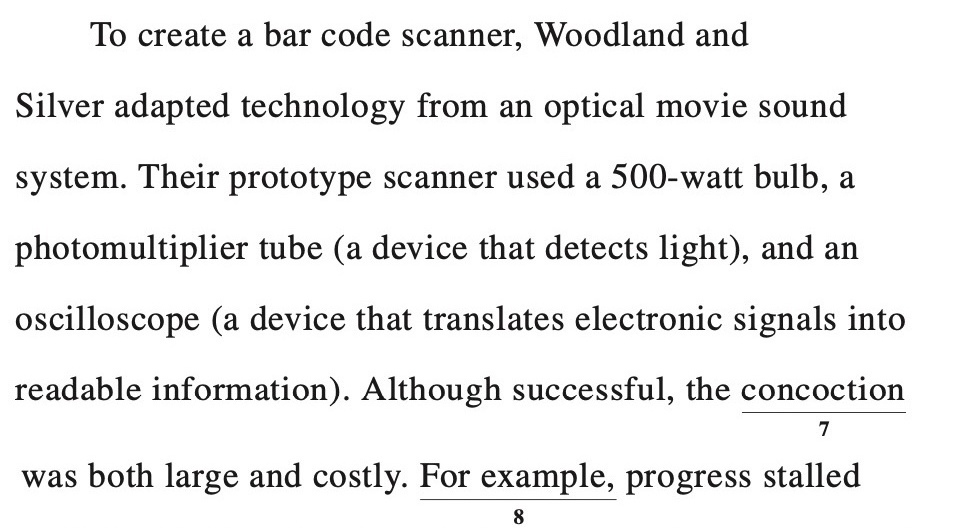 To create a bar code scanner, Woodland and
Silver adapted technology from an optical movie sound
system. Their prototype scanner used a 500-watt bulb, a
photomultiplier tube (a device that detects light), and an
oscilloscope (a device that translates electronic signals into
readable information). Although successful, the concoction
7
was both large and costly. For example, progress stalled
8